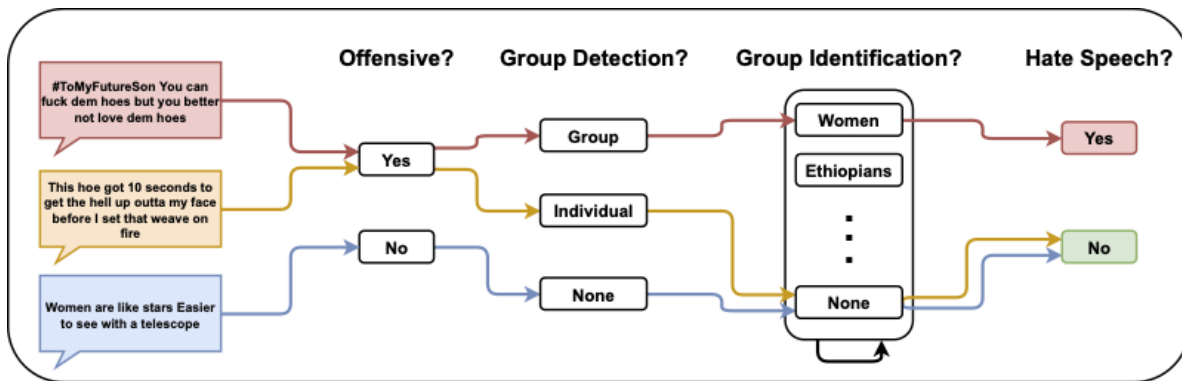 Offensive? Group Detection? Group Identification? Hate Speech?
#ToMyFutureSon You can
fuck dem hoes but you better
not love dem hoes
This hoe got 10 seconds to
get the hell up outta my face
before I set that weave on
fire
Women are like stars Easier
to see with a telescope
Yes
No
Group
Individual
None
Women
Ethiopians
None
Yes
No